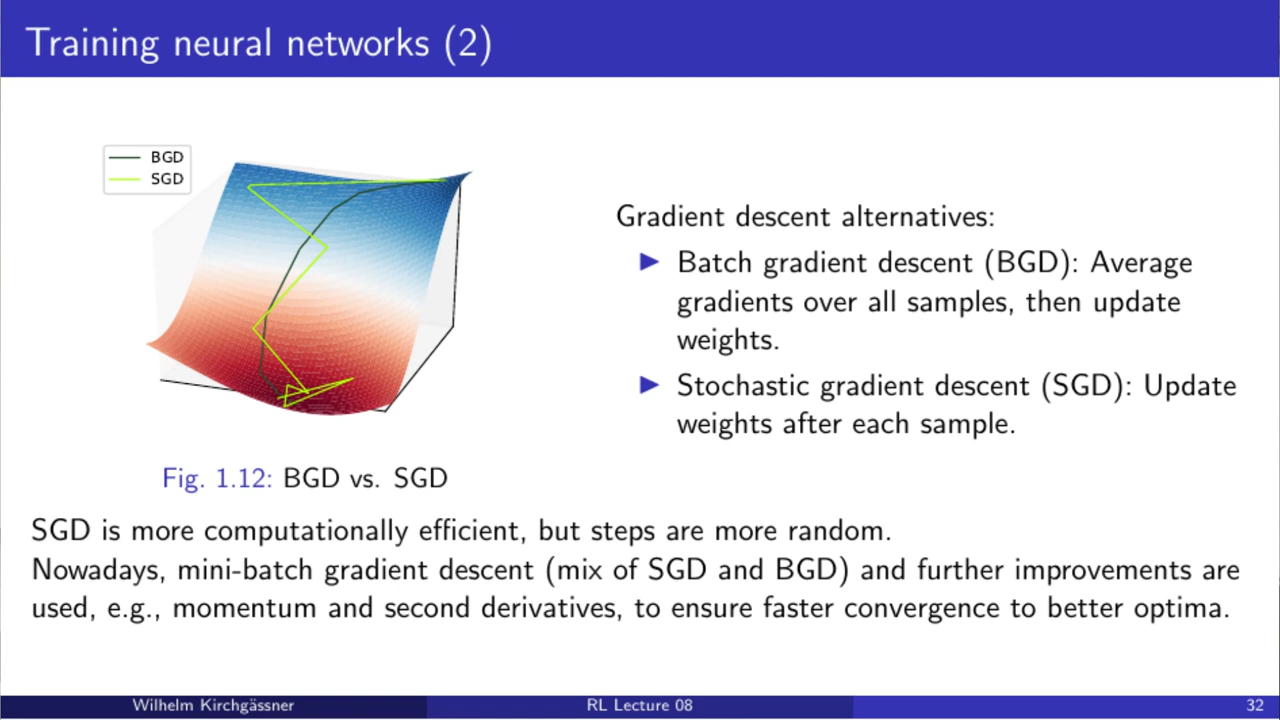 Training neural networks (2)
BGD
SGD
Fig. 1.12: BGD vs. SGD
Gradient descent alternatives:
▶ Batch gradient descent (BGD): Average
gradients over all samples, then update
weights.
▶ Stochastic gradient descent (SGD): Update
weights after each sample.
SGD is more computationally efficient, but steps are more random.
Nowadays, mini-batch gradient descent (mix of SGD and BGD) and further improvements are
used, e.g., momentum and second derivatives, to ensure faster convergence to better optima.
Wilhelm Kirchgässner
RL Lecture 08
32